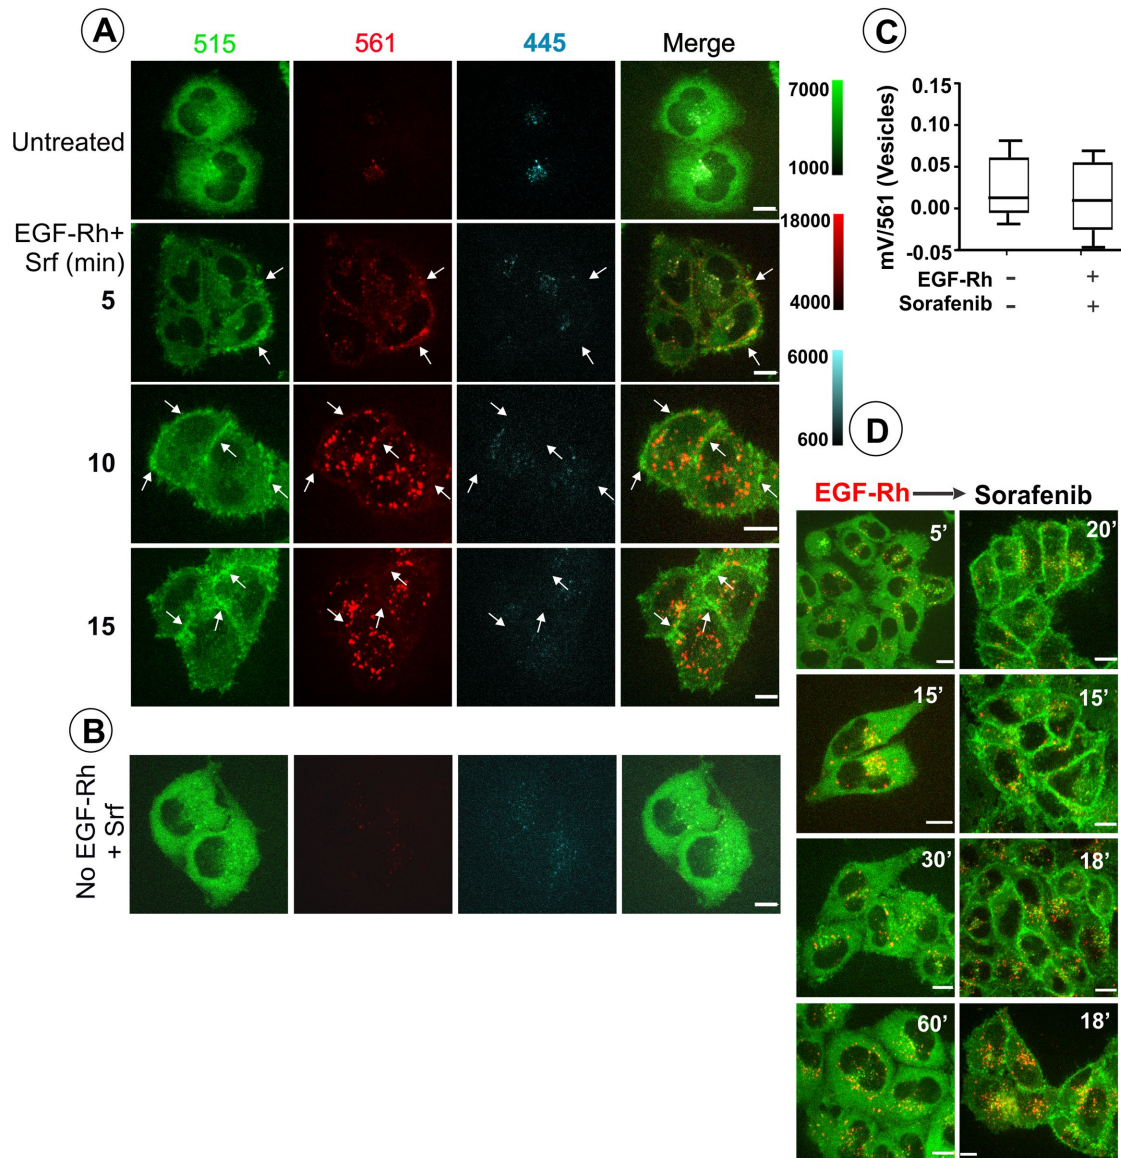 A
515
561
445
Merge
Untreated
EGF-Rh+
Srf (min)
5
10
15
7000
1000
18000
4000
6000
600
B
No EGF-Rh
+ Srf
C
mV/561 (Vesicles)
0.15
0.10
0.05
0.00
-0.05
EGF-Rh - +
Sorafenib - +
D
EGF-Rh Sorafenib
5’ 20’
15’ 15’
30’ 18’
60’ 18’